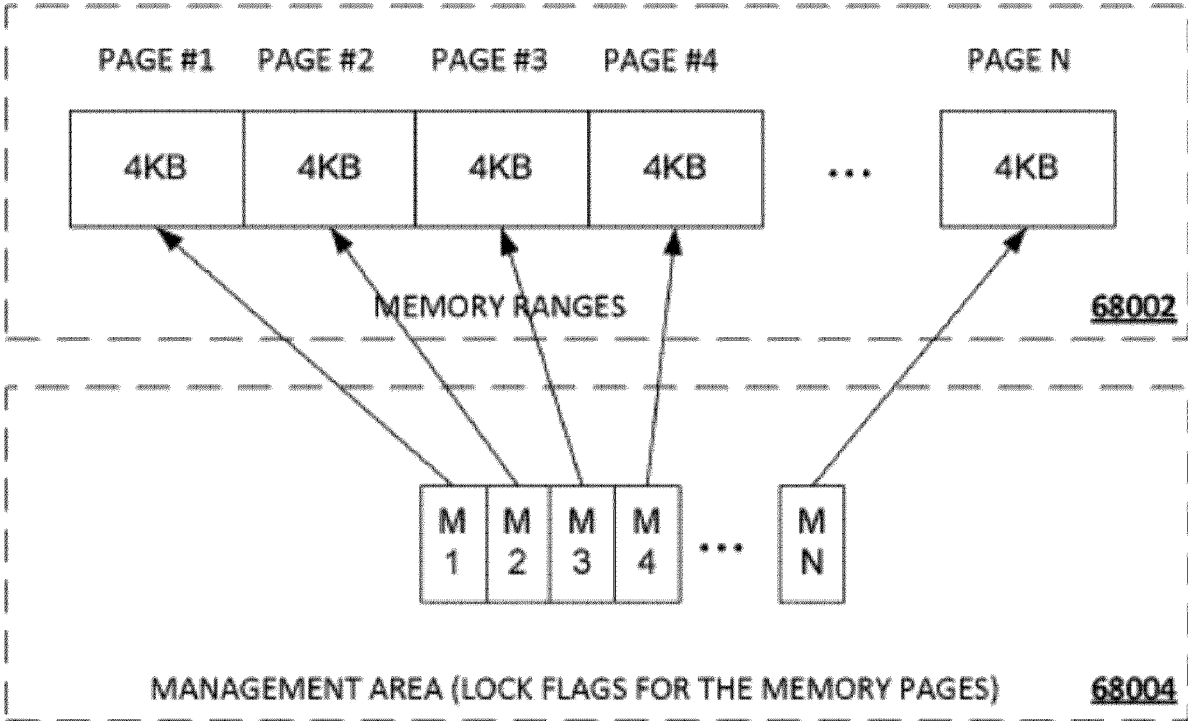 PAGE #1 PAGE #2 PAGE #3 PAGE #4 PAGE N
4KB 4KB 4KB 4KB ... 4KB
MEMORY RANGES 68002
M M M M M
1 2 3 4 ... N
MANAGEMENT AREA (LOCK FLAGS FOR THE MEMORY PAGES) 68004